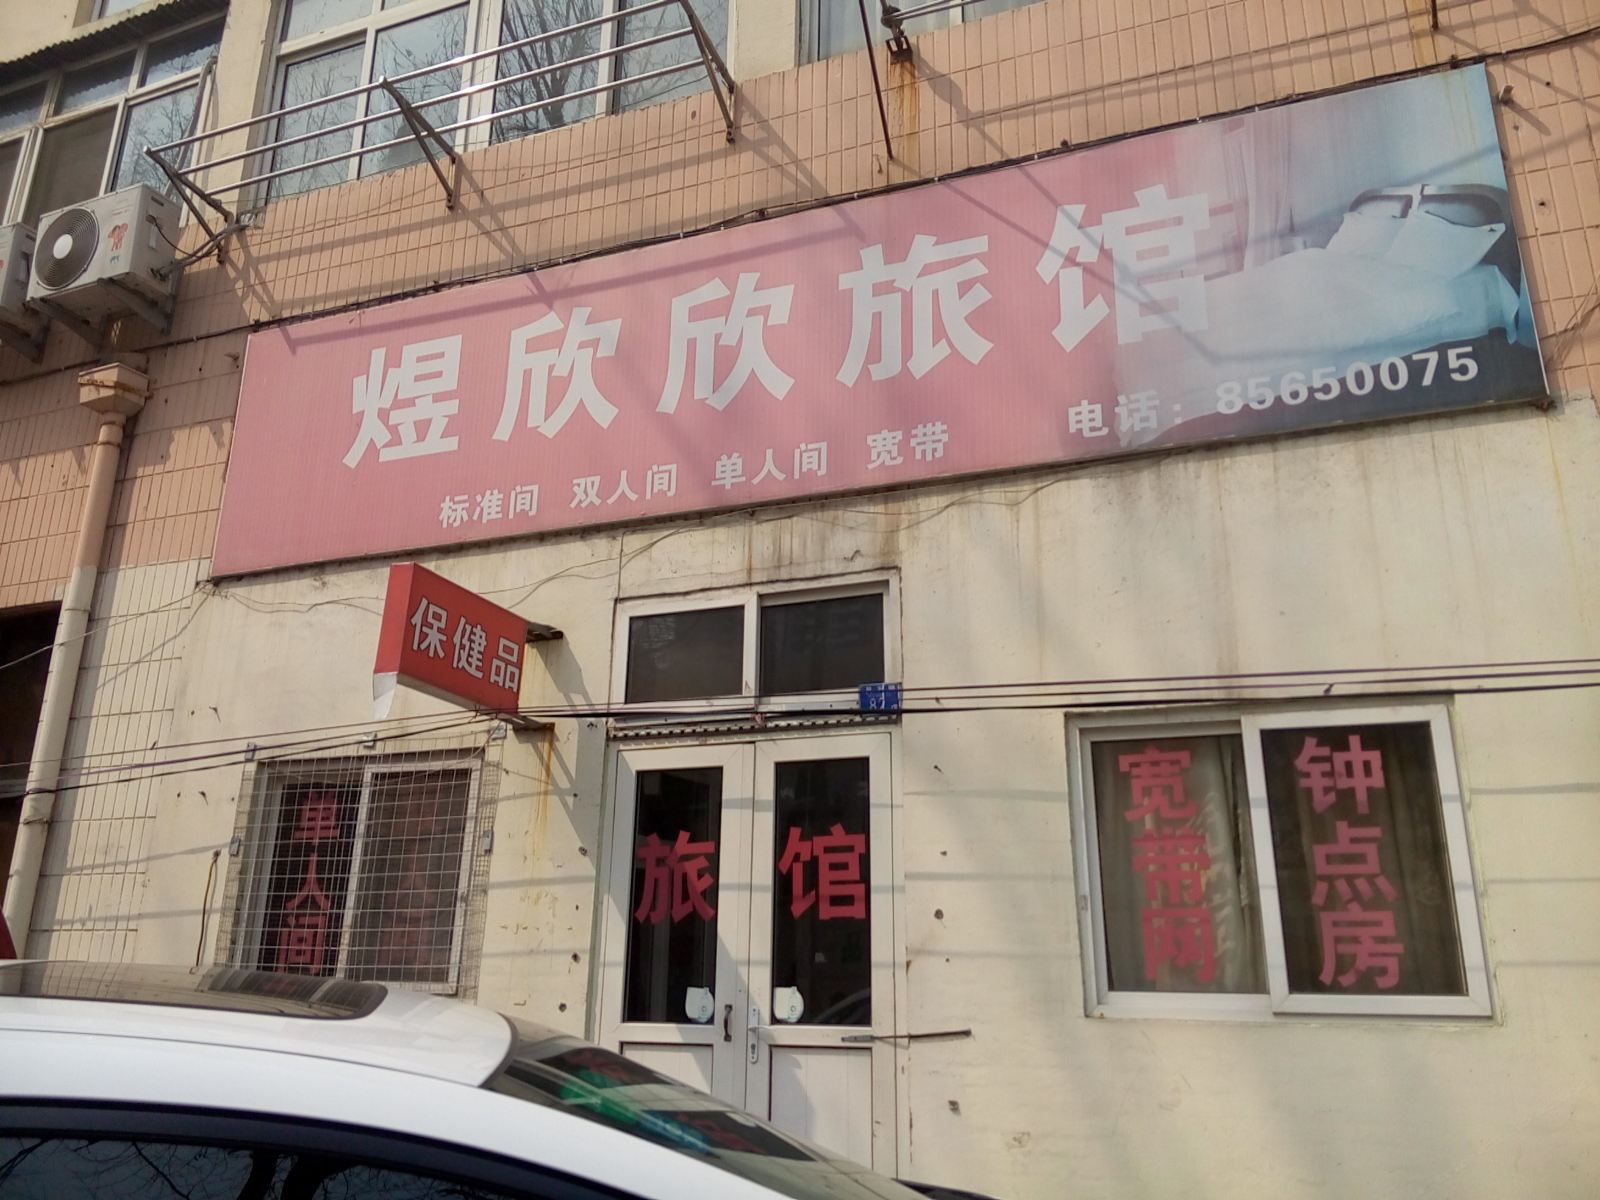 煜欣欣旅馆
标准间 双人间 单人间 宽带
电话：85650075
保健品
87
单人间
旅馆
宽带网
钟点房